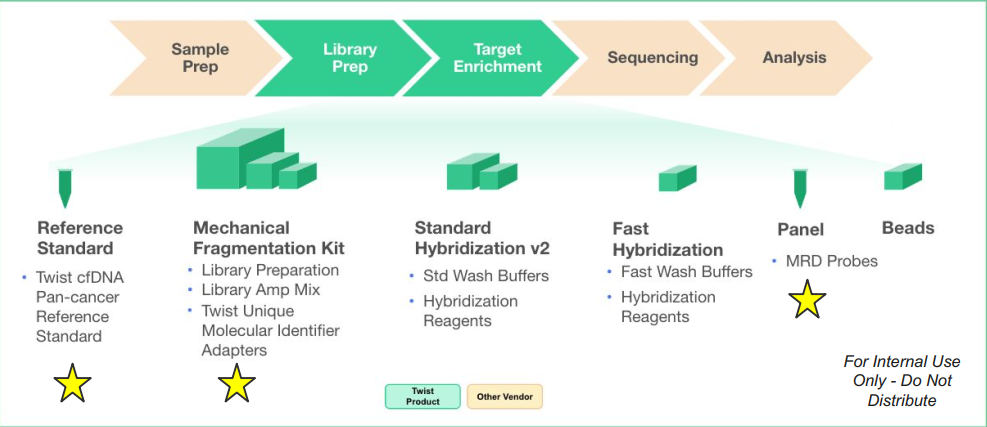 Sample
Prep
Library
Prep
Target
Enrichment
Sequencing
Analysis
Reference
Standard
• Twist cfDNA
Pan-cancer
Reference
Standard
Mechanical
Fragmentation Kit
• Library Preparation
• Library Amp Mix
• Twist Unique
Molecular Identifier
Adapters
Standard
Hybridization v2
• Std Wash Buffers
• Hybridization
Reagents
Fast
Hybridization
• Fast Wash Buffers
• Hybridization
Reagents
Panel
• MRD Probes
Beads
Twist
Product
Other Vendor
For Internal Use
Only - Do Not
Distribute